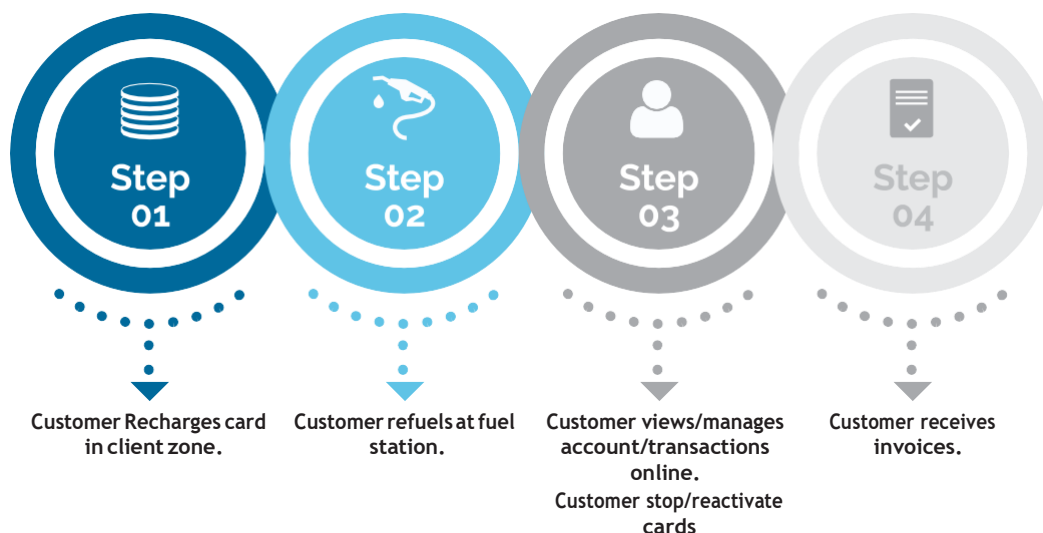 Step
01
Step
02
Step
03
Step
04
Customer Recharges card
in client zone.
Customer refuels at fuel
station.
Customer views/manages
account/transactions
online.
Customer stop/reactivate
cards
Customer receives
invoices.